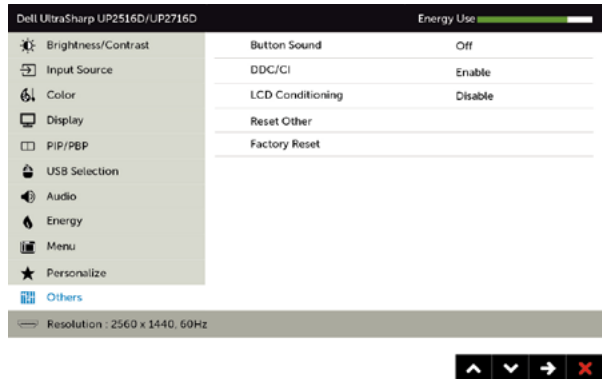 Dell UltraSharp UP2516D/UP2716D Energy Use
Brightness/Contrast Button Sound Off
Input Source DDC/CI Enable
Color LCD Conditioning Disable
Display Reset Other
PIP/PBP Factory Reset
USB Selection
Audio
Energy
Menu
Personalize
Others
Resolution : 2560 x 1440, 60Hz